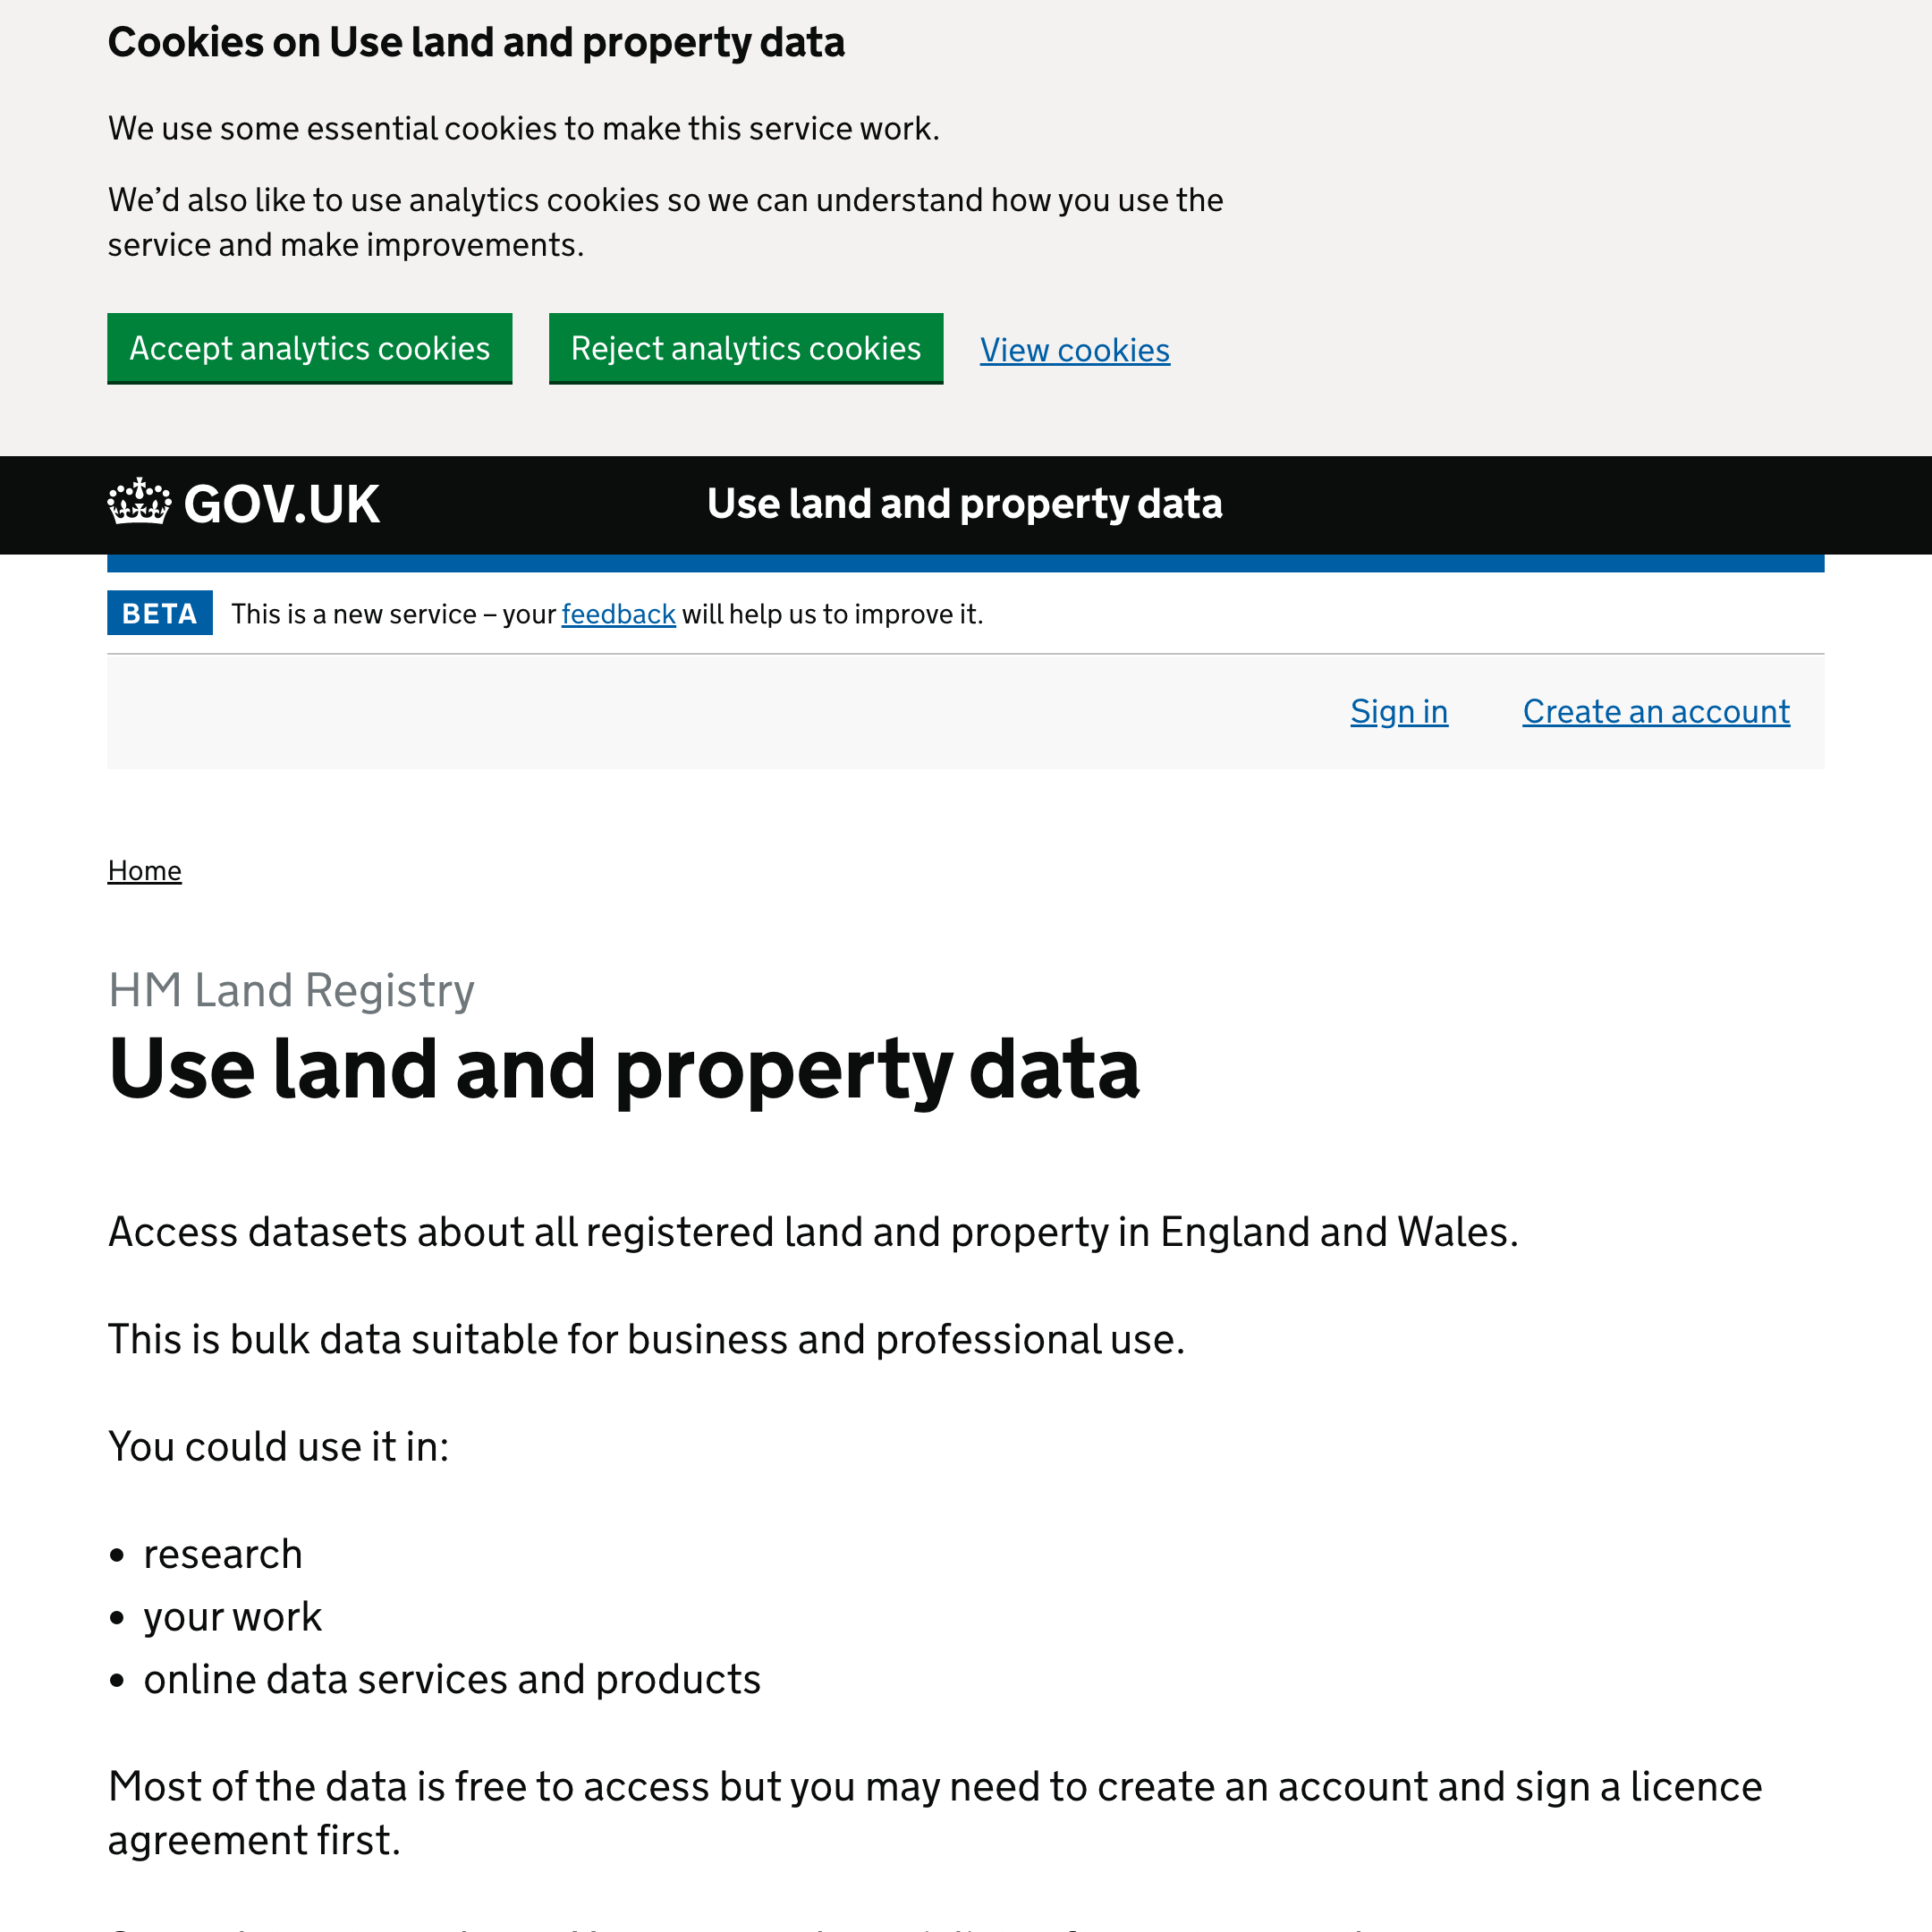 Cookies on Use land and property data
We use some essential cookies to make this service work.
We’d also like to use analytics cookies so we can understand how you use the
service and make improvements.
Accept analytics cookies Reject analytics cookies View cookies
GOV.UK Use land and property data
BETA This is a new service – your feedback will help us to improve it.
Sign in Create an account
Home
HM Land Registry
Use land and property data
Access datasets about all registered land and property in England and Wales.
This is bulk data suitable for business and professional use.
You could use it in:
• research
• your work
• online data services and products
Most of the data is free to access but you may need to create an account and sign a licence
agreement first.